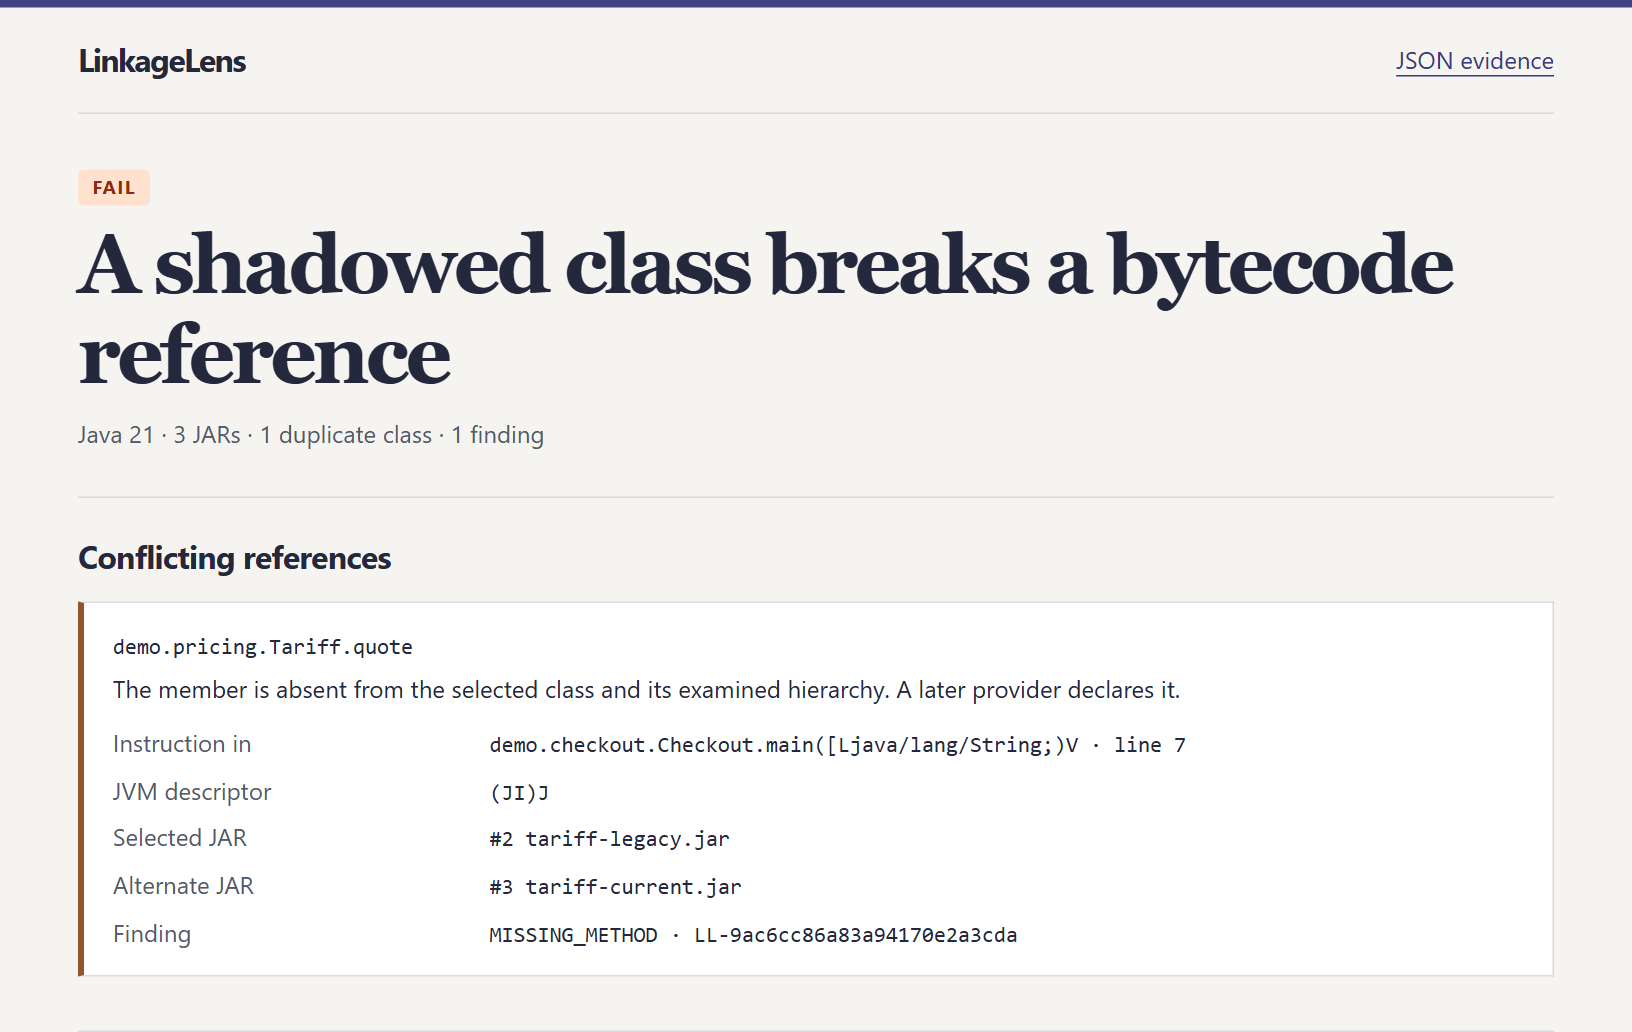 LinkageLens
JSON evidence
FAIL
A shadowed class breaks a bytecode
reference
Java 21 · 3 JARs · 1 duplicate class · 1 finding
Conflicting references
demo.pricing.Tariff.quote
The member is absent from the selected class and its examined hierarchy. A later provider declares it.
Instruction in demo.checkout.Checkout.main([Ljava/lang/String;)V · line 7
JVM descriptor (JI)J
Selected JAR #2 tariff-legacy.jar
Alternate JAR #3 tariff-current.jar
Finding MISSING_METHOD · LL-9ac6cc86a83a94170e2a3cda